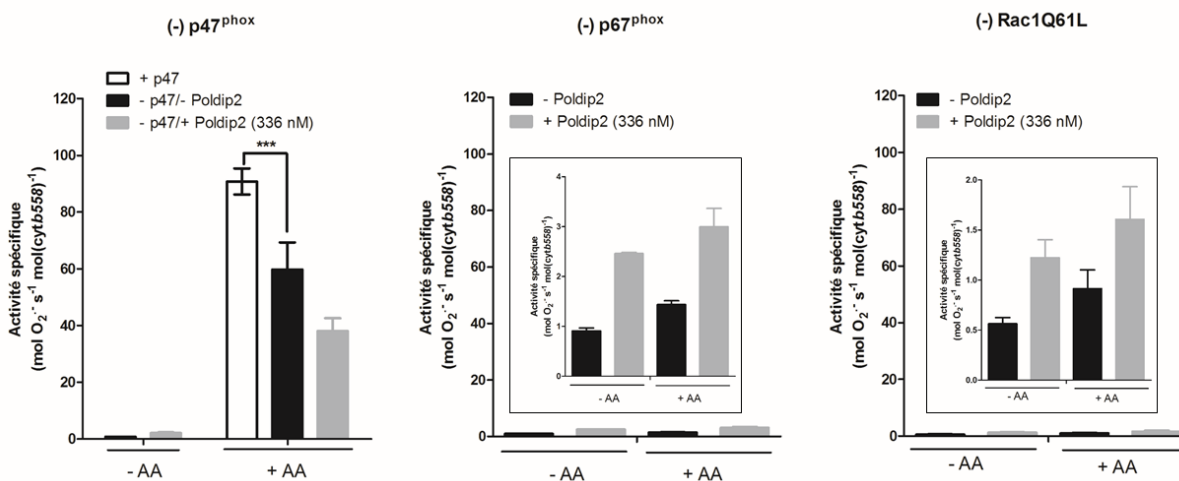 (-) p47phox
+ p47
- p47/- Poldip2
- p47/+ Poldip2 (336 nM)
Activité spécifique
(mol O2·- s-1 mol(cytb558)-1)
120
100
80
60
40
20
0
***
- AA
+ AA
(-) p67phox
- Poldip2
+ Poldip2 (336 nM)
Activité spécifique
(mol O2·- s-1 mol(cytb558)-1)
120
100
80
60
40
20
0
Activité spécifique
(mol O2·- s-1 mol(cytb558)-1)
4
3
2
1
0
- AA
+ AA
- AA
+ AA
(-) Rac1Q61L
- Poldip2
+ Poldip2 (336 nM)
Activité spécifique
(mol O2·- s-1 mol(cytb558)-1)
120
100
80
60
40
20
0
Activité spécifique
(mol O2·- s-1 mol(cytb558)-1)
2.0
1.5
1.0
0.5
0.0
- AA
+ AA
- AA
+ AA